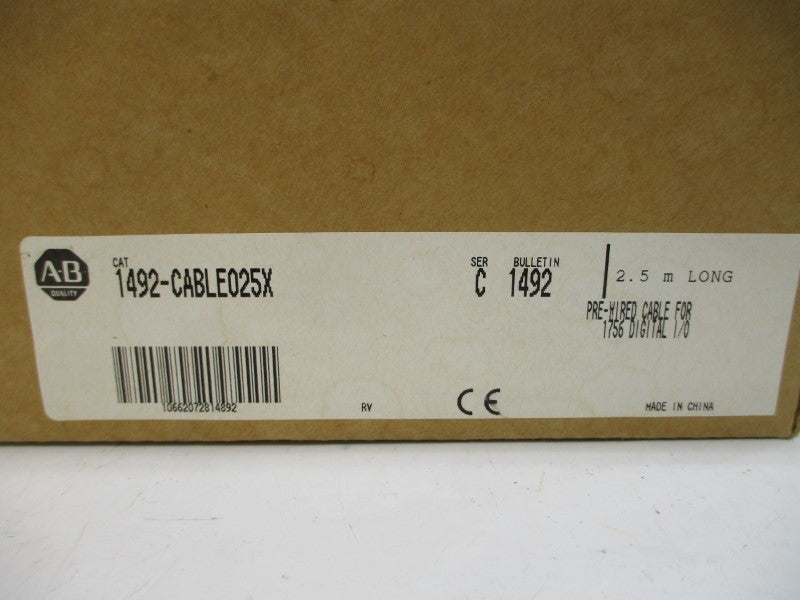 A-B
QUALITY
CAT
1492-CABLE025X
SER
C
BULLETIN
1492
2.5 m LONG
PRE-WIRED CABLE FOR
1756 DIGITAL I/O
10662072814892
RV
CE
MADE IN CHINA